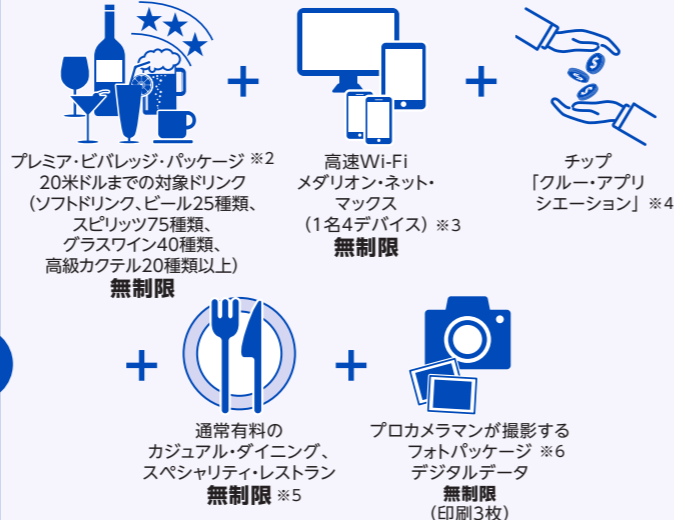 プレミア・ビバレッジ・パッケージ ※2
20米ドルまでの対象ドリンク
(ソフトドリンク、ビール25種類、
スピリッツ75種類、
グラスワイン40種類、
高級カクテル20種類以上)
無制限
+
高速Wi-Fi
メダリオン・ネット・
マックス
(1名4デバイス) ※3
無制限
+
チップ
「クルー・アプリ
シエーション」 ※4
+
通常有料の
カジュアル・ダイニング、
スペシャリティ・レストラン
無制限 ※5
+
プロカメラマンが撮影する
フォトパッケージ ※6
デジタルデータ
無制限
(印刷3枚)